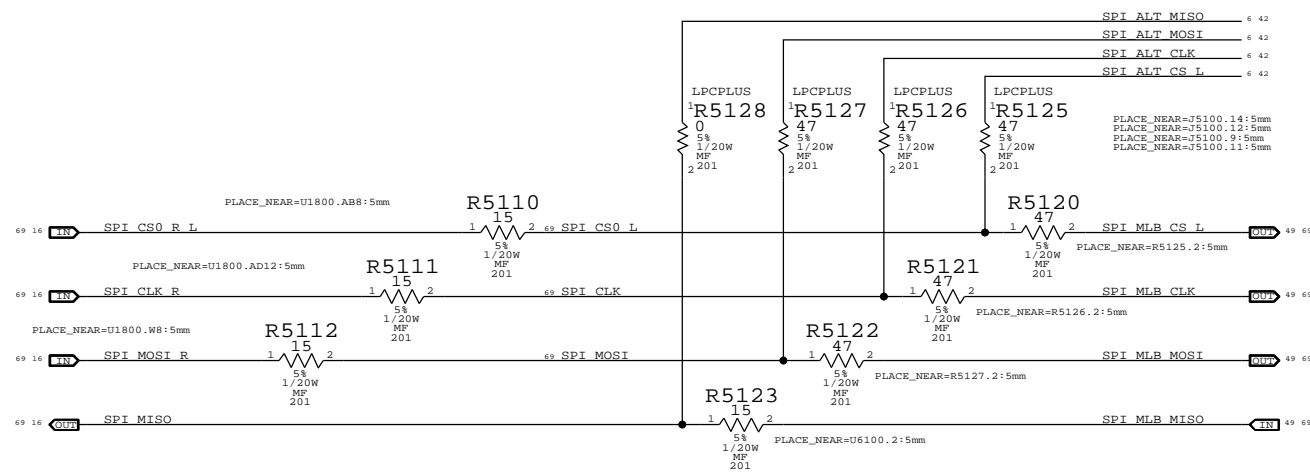 SPI_ALT_MISO 6 42
SPI_ALT_MOSI 6 42
SPI_ALT_CLK 6 42
SPI_ALT_CS_L 6 42
LPCPLUS
1 R5128
0
5%
1/20W
MF
2 201
LPCPLUS
1 R5127
47
5%
1/20W
MF
2 201
LPCPLUS
1 R5126
47
5%
1/20W
MF
2 201
LPCPLUS
1 R5125
47
5%
1/20W
MF
2 201
PLACE_NEAR=J5100.14:5mm
PLACE_NEAR=J5100.12:5mm
PLACE_NEAR=J5100.9:5mm
PLACE_NEAR=J5100.11:5mm
PLACE_NEAR=U1800.AB8:5mm
69 16 IN SPI_CS0_R_L
R5110
15
1 2
5%
1/20W
MF
201
69 SPI_CS0_L
R5120
47
1 2
5%
1/20W
MF
201
SPI_MLB_CS_L OUT 49 69
PLACE_NEAR=R5125.2:5mm
PLACE_NEAR=U1800.AD12:5mm
69 16 IN SPI_CLK_R
R5111
15
1 2
5%
1/20W
MF
201
69 SPI_CLK
R5121
47
1 2
5%
1/20W
MF
201
SPI_MLB_CLK OUT 49 69
PLACE_NEAR=R5126.2:5mm
PLACE_NEAR=U1800.W8:5mm
69 16 IN SPI_MOSI_R
R5112
15
1 2
5%
1/20W
MF
201
69 SPI_MOSI
R5122
47
1 2
5%
1/20W
MF
201
SPI_MLB_MOSI OUT 49 69
PLACE_NEAR=R5127.2:5mm
69 16 OUT SPI_MISO
R5123
15
1 2
5%
1/20W
MF
201
SPI_MLB_MISO IN 49 69
PLACE_NEAR=U6100.2:5mm